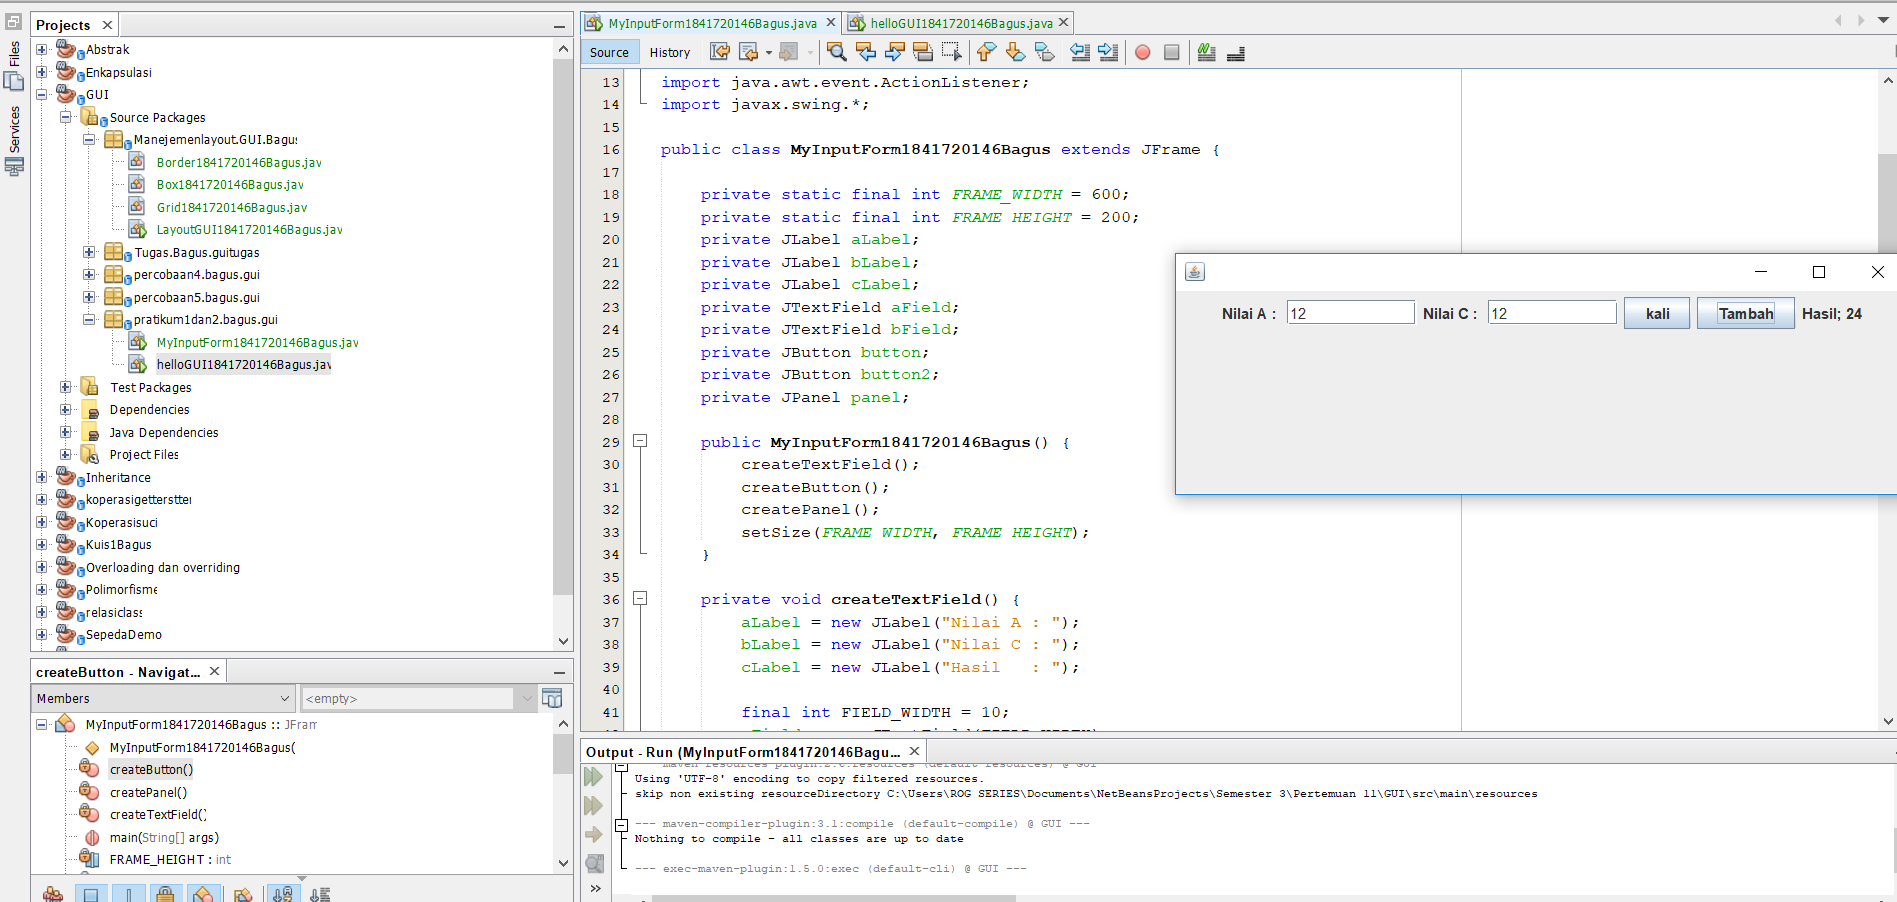 Files
Services
Projects
Abstrak
Enkapsulasi
GUI
Source Packages
Manejemenlayout.GUI.Bagus
Border1841720146Bagus.jav
Box1841720146Bagus.jav
Grid1841720146Bagus.jav
LayoutGUI1841720146Bagus.jav
Tugas.Bagus.guitugas
percobaan4.bagus.gui
percobaan5.bagus.gui
pratikum1dan2.bagus.gui
MyInputForm1841720146Bagus.jav
helloGUI1841720146Bagus.jav
Test Packages
Dependencies
Java Dependencies
Project Files
Inheritance
koperasigettersttei
Koperasisuci
Kuis1Bagus
Overloading dan overriding
Polimorfisme
relasiclass
SepedaDemo
createButton - Navigat...
Members
<empty>
MyInputForm1841720146Bagus :: JFram
MyInputForm1841720146Bagus(
createButton()
createPanel()
createTextField()
main(String[] args)
FRAME_HEIGHT : int
MyInputForm1841720146Bagus.java
helloGUI1841720146Bagus.java
Source History
13 import java.awt.event.ActionListener;
14 import javax.swing.*;
15
16 public class MyInputForm1841720146Bagus extends JFrame {
17
18 private static final int FRAME_WIDTH = 600;
19 private static final int FRAME_HEIGHT = 200;
20 private JLabel aLabel;
21 private JLabel bLabel;
22 private JLabel cLabel;
23 private JTextField aField;
24 private JTextField bField;
25 private JButton button;
26 private JButton button2;
27 private JPanel panel;
28
29 public MyInputForm1841720146Bagus() {
30 createTextField();
31 createButton();
32 createPanel();
33 setSize(FRAME_WIDTH, FRAME_HEIGHT);
34 }
35
36 private void createTextField() {
37 aLabel = new JLabel("Nilai A : ");
38 bLabel = new JLabel("Nilai C : ");
39 cLabel = new JLabel("Hasil   : ");
40
41 final int FIELD_WIDTH = 10;
Nilai A : 12 Nilai C : 12 kali Tambah Hasil; 24
Output - Run (MyInputForm1841720146Bagu...
Using 'UTF-8' encoding to copy filtered resources.
skip non existing resourceDirectory C:\Users\ROG SERIES\Documents\NetBeansProjects\Semester 3\Pertemuan 11\GUI\src\main\resources
--- maven-compiler-plugin:3.1:compile (default-compile) @ GUI ---
Nothing to compile - all classes are up to date
--- exec-maven-plugin:1.5.0:exec (default-cli) @ GUI ---